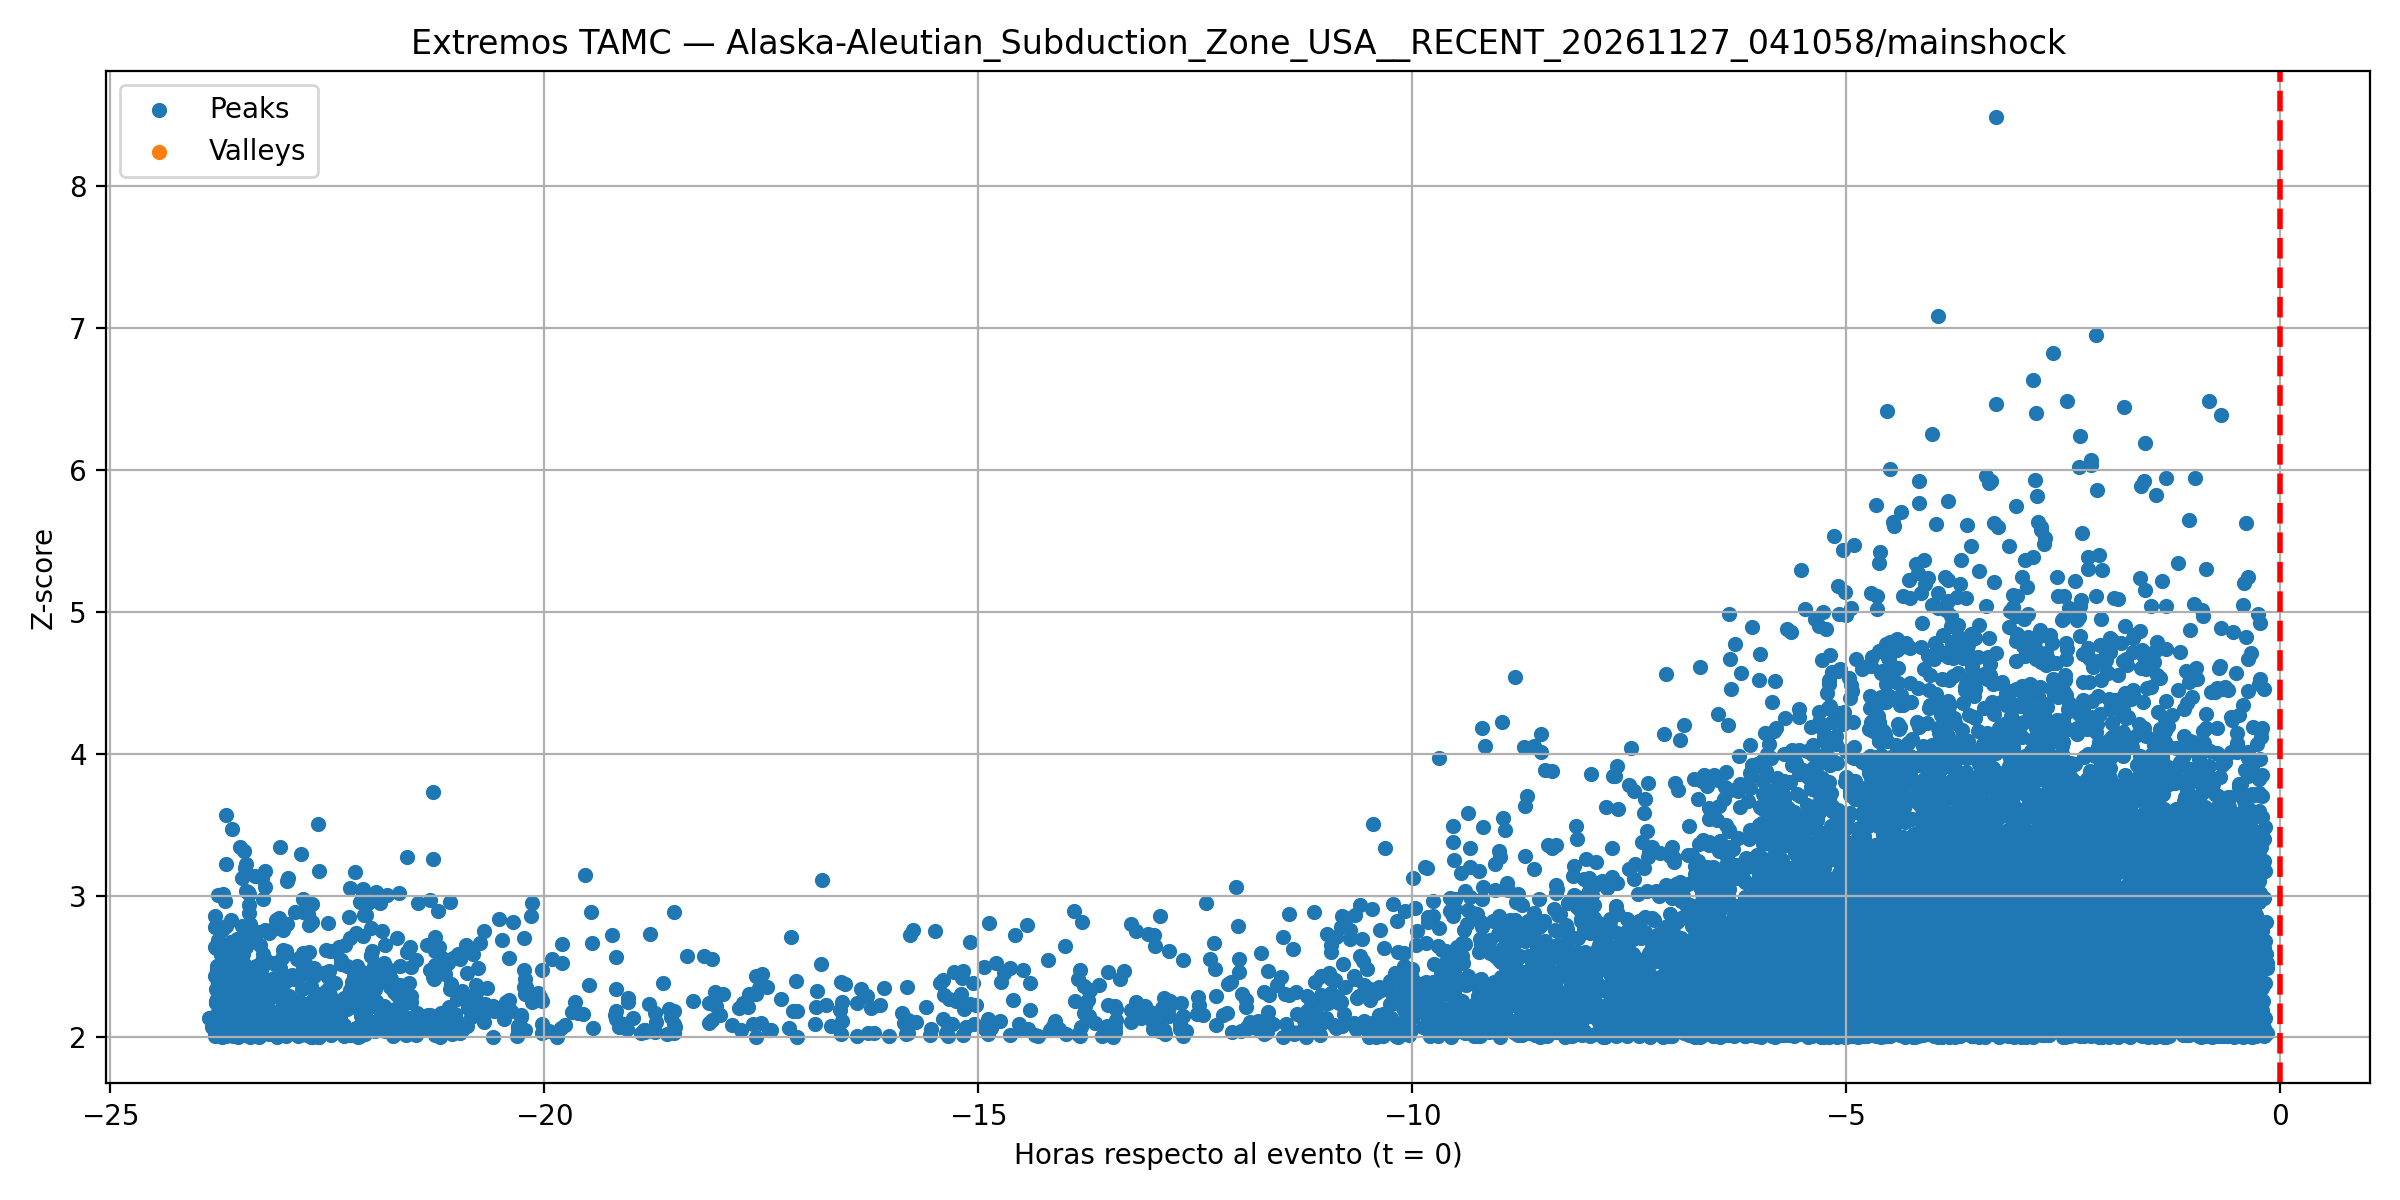 Extremos TAMC — Alaska-Aleutian_Subduction_Zone_USA__RECENT_20261127_041058/mainshock
Peaks
Valleys
Z-score
8
7
6
5
4
3
2
−25 −20 −15 −10 −5 0
Horas respecto al evento (t = 0)